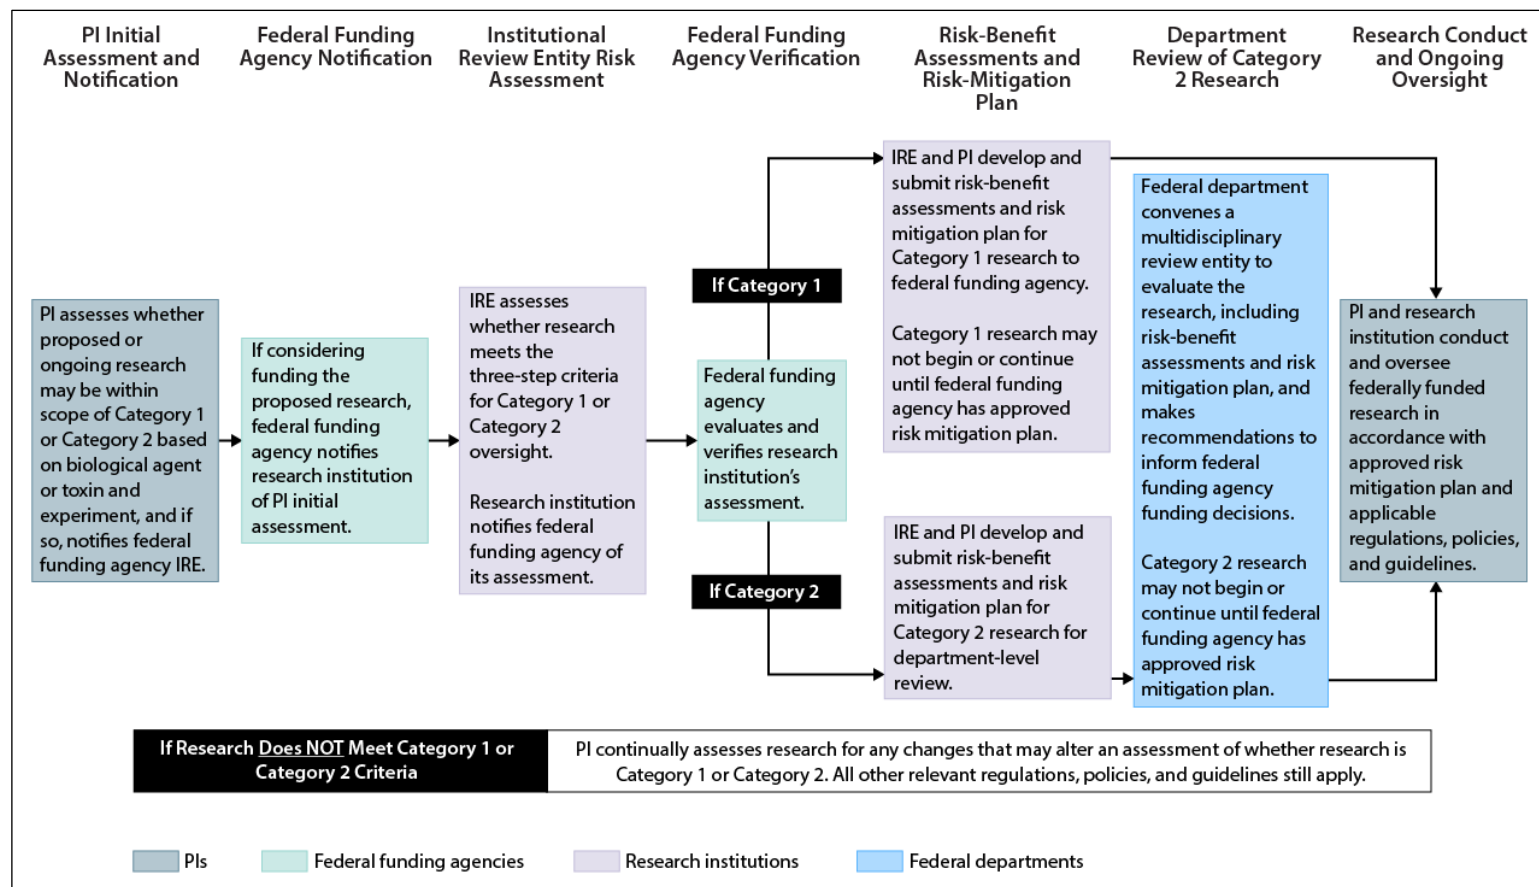 PI Initial
Assessment and
Notification
Federal Funding
Agency Notification
Institutional
Review Entity Risk
Assessment
Federal Funding
Agency Verification
Risk-Benefit
Assessments and
Risk-Mitigation
Plan
Department
Review of Category
2 Research
Research Conduct
and Ongoing
Oversight
PI assesses whether
proposed or
ongoing research
may be within
scope of Category 1
or Category 2 based
on biological agent
or toxin and
experiment, and if
so, notifies federal
funding agency IRE.
If considering
funding the
proposed research,
federal funding
agency notifies
research institution
of PI initial
assessment.
IRE assesses
whether research
meets the
three-step criteria
for Category 1 or
Category 2
oversight.
Research institution
notifies federal
funding agency of
its assessment.
If Category 1
Federal funding
agency
evaluates and
verifies research
institution's
assessment.
If Category 2
IRE and PI develop and
submit risk-benefit
assessments and risk
mitigation plan for
Category 1 research to
federal funding agency.
Category 1 research may
not begin or continue
until federal funding
agency has approved
risk mitigation plan.
IRE and PI develop and
submit risk-benefit
assessments and risk
mitigation plan for
Category 2 research for
department-level
review.
Federal department
convenes a
multidisciplinary
review entity to
evaluate the
research, including
risk-benefit
assessments and risk
mitigation plan, and
makes
recommendations to
inform federal
funding agency
funding decisions.
Category 2 research
may not begin or
continue until federal
funding agency has
approved risk
mitigation plan.
PI and research
institution conduct
and oversee
federally funded
research in
accordance with
approved risk
mitigation plan and
applicable
regulations, policies,
and guidelines.
If Research Does NOT Meet Category 1 or
Category 2 Criteria
PI continually assesses research for any changes that may alter an assessment of whether research is
Category 1 or Category 2. All other relevant regulations, policies, and guidelines still apply.
PIs
Federal funding agencies
Research institutions
Federal departments